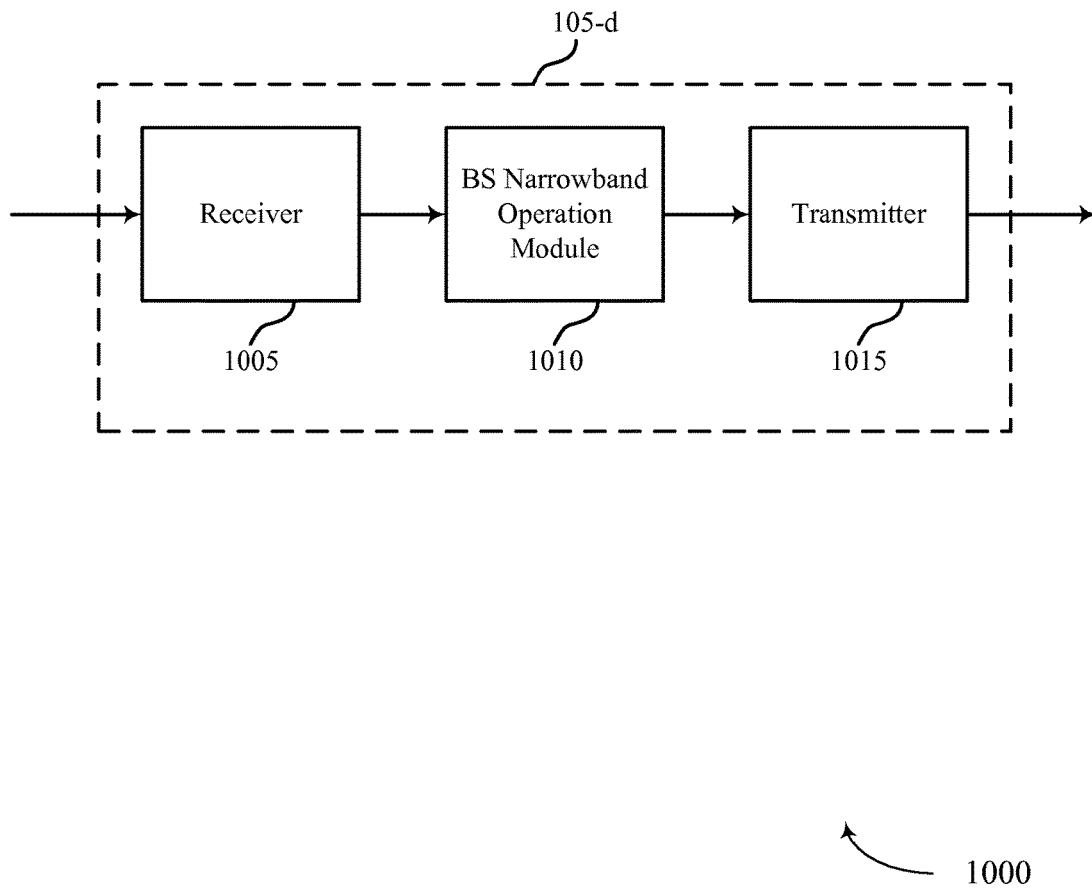 105-d
Receiver
BS Narrowband
Operation
Module
Transmitter
1005
1010
1015
1000